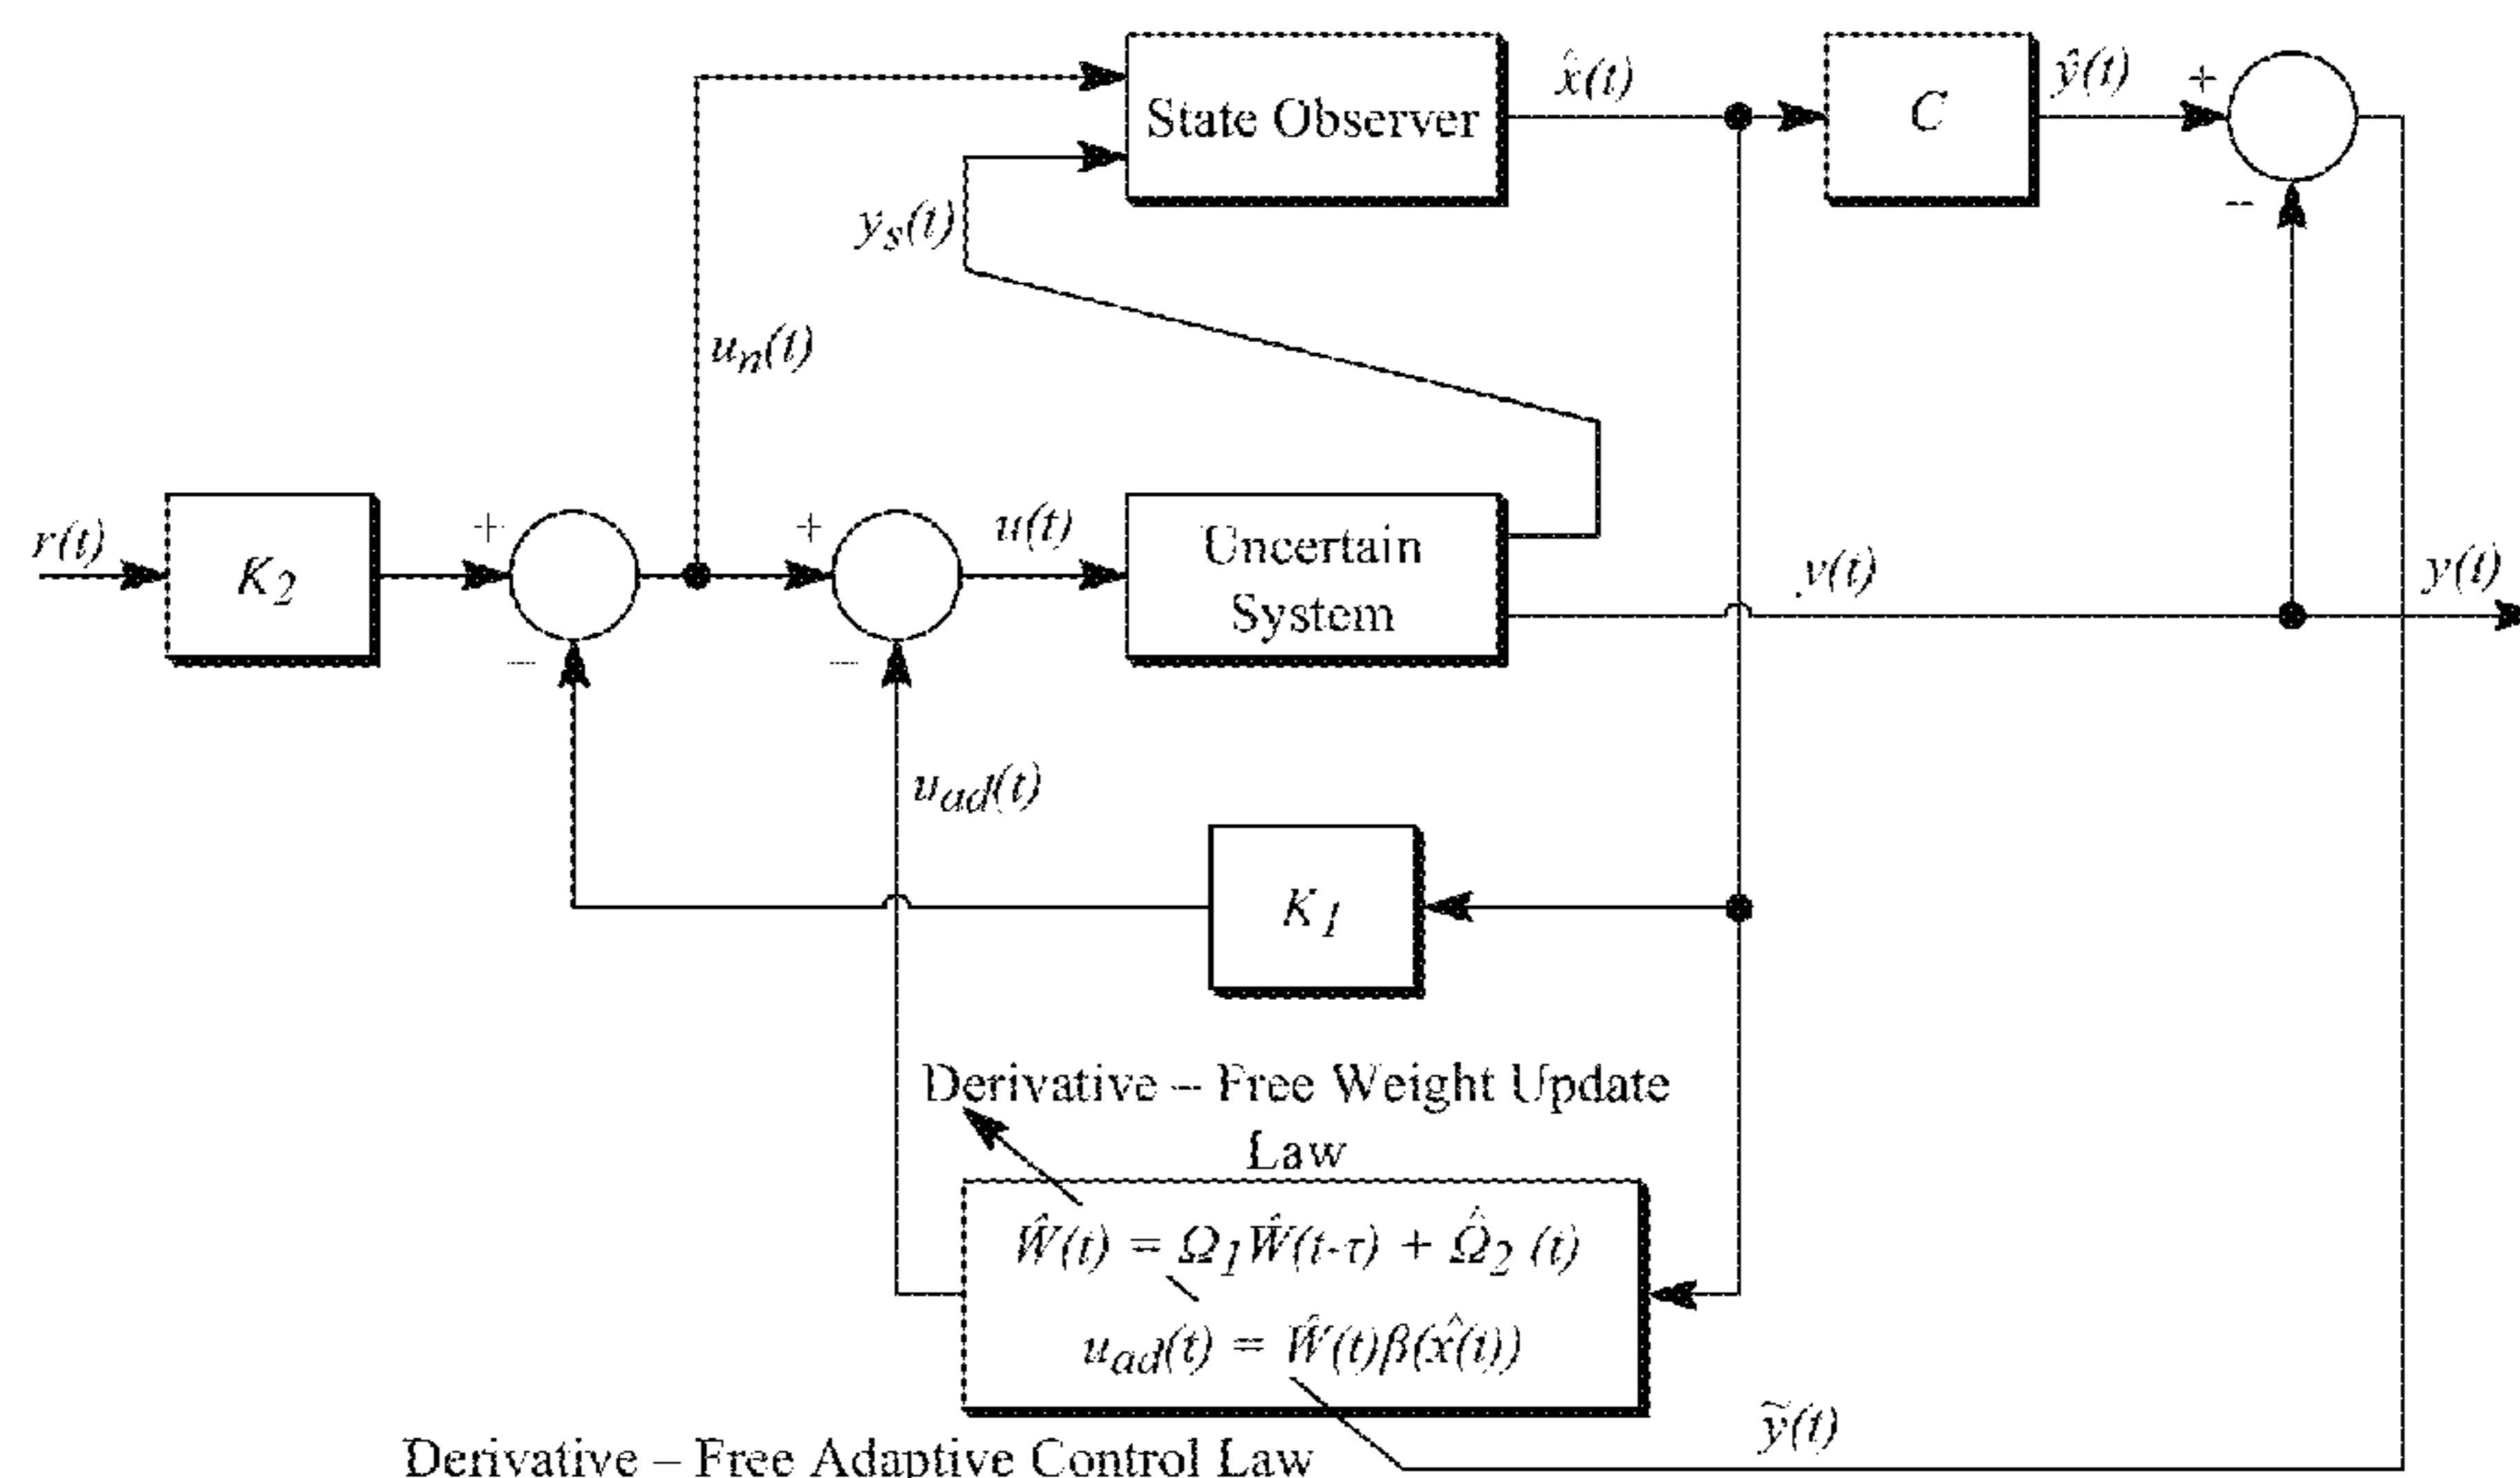 x̂(t)
ŷ(t)
+
State Observer
C
y_s(t)
–
u_n(t)
r(t)
K_2
+
+
u(t)
Uncertain
System
y(t)
y(t)
–
–
u_ad(t)
K_1
Derivative – Free Weight Update
Law
Ŵ(t) = Ω_1Ŵ(t-τ) + Ω̂_2 (t)
u_ad(t) = Ŵ(t)β(x̂(t))
ỹ(t)
Derivative – Free Adaptive Control Law